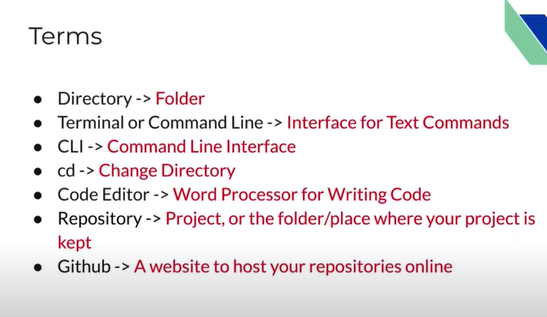 Terms
● Directory -> Folder
● Terminal or Command Line -> Interface for Text Commands
● CLI -> Command Line Interface
● cd -> Change Directory
● Code Editor -> Word Processor for Writing Code
● Repository -> Project, or the folder/place where your project is
kept
● Github -> A website to host your repositories online